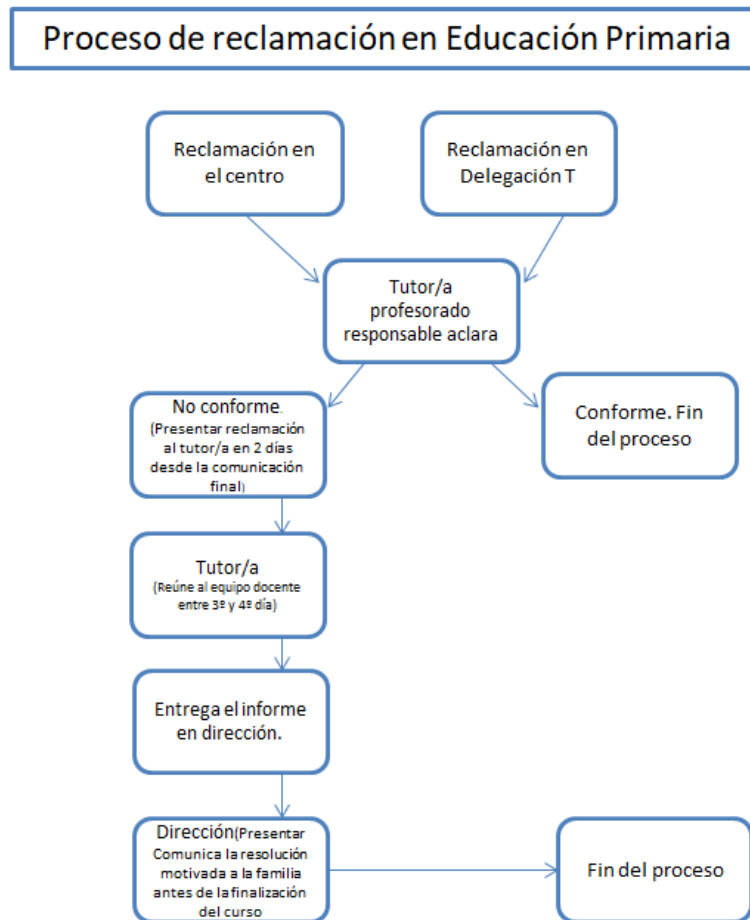 Proceso de reclamación en Educación Primaria
Reclamación en
el centro
Reclamación en
Delegación T
Tutor/a
profesorado
responsable aclara
No conforme.
(Presentar reclamación
al tutor/a en 2 días
desde la comunicación
final)
Conforme. Fin
del proceso
Tutor/a
(Reúne al equipo docente
entre 3º y 4º día)
Entrega el informe
en dirección.
Dirección(Presentar
Comunica la resolución
motivada a la familia
antes de la finalización
del curso
Fin del proceso